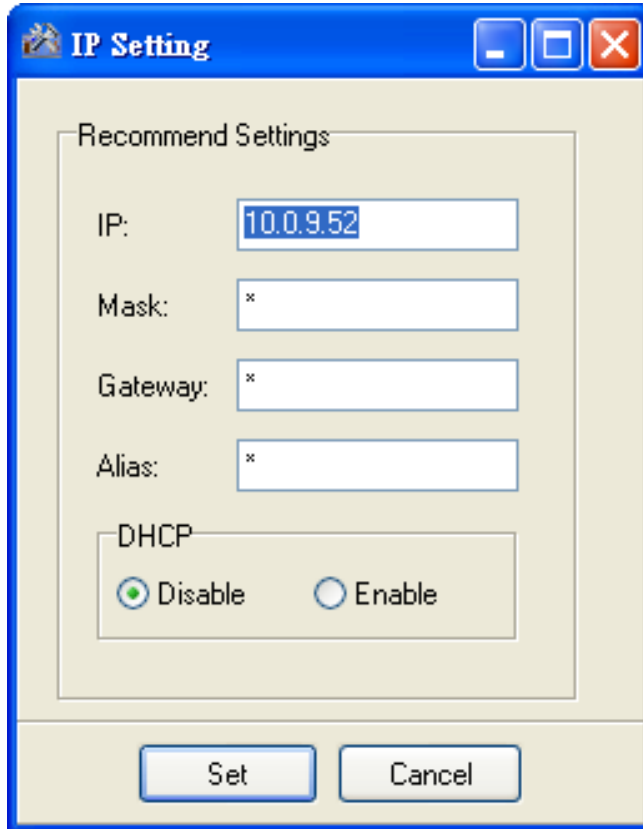 IP Setting
Recommend Settings
IP: 10.0.9.52
Mask: *
Gateway: *
Alias: *
DHCP
Disable Enable
Set Cancel